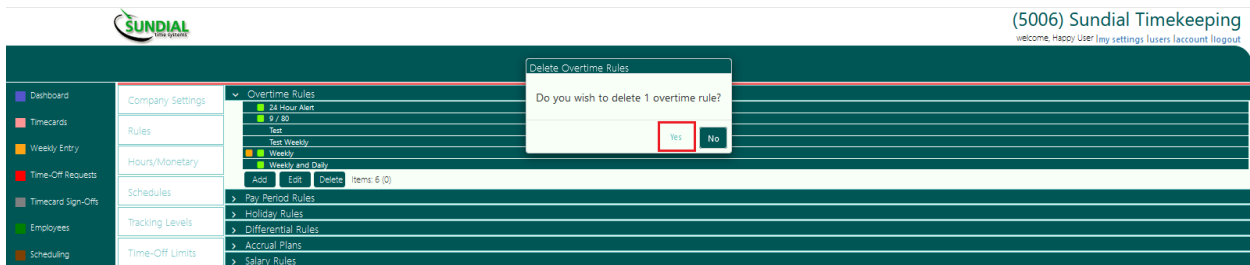 SUNDIAL
time systems
(5006) Sundial Timekeeping
welcome, Happy User |my settings |users |account |logout
Delete Overtime Rules
Do you wish to delete 1 overtime rule?
Yes
No
Dashboard
Timecards
Weekly Entry
Time-Off Requests
Timecard Sign-Offs
Employees
Scheduling
Company Settings
Rules
Hours/Monetary
Schedules
Tracking Levels
Time-Off Limits
Overtime Rules
24 Hour Alert
9 / 80
Test
Test Weekly
Weekly
Weekly and Daily
Add Edit Delete Items: 6 (0)
Pay Period Rules
Holiday Rules
Differential Rules
Accrual Plans
Salary Rules